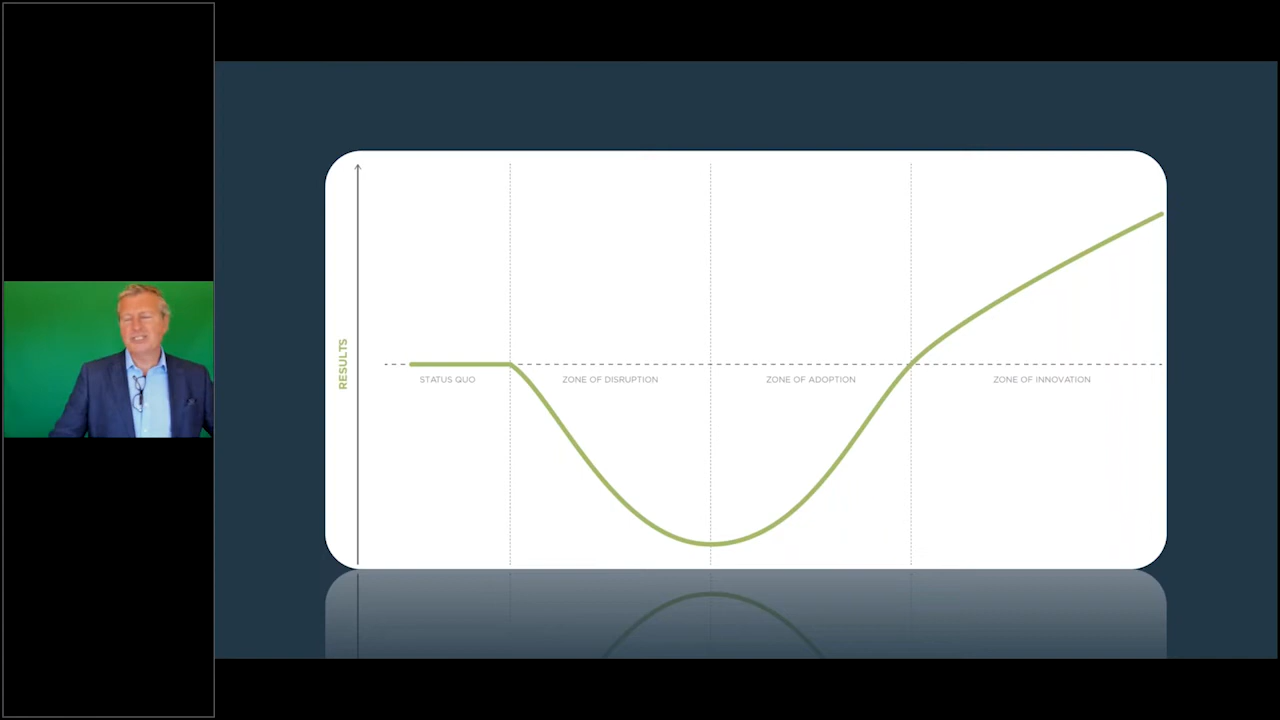 RESULTS
STATUS QUO
ZONE OF DISRUPTION
ZONE OF ADOPTION
ZONE OF INNOVATION